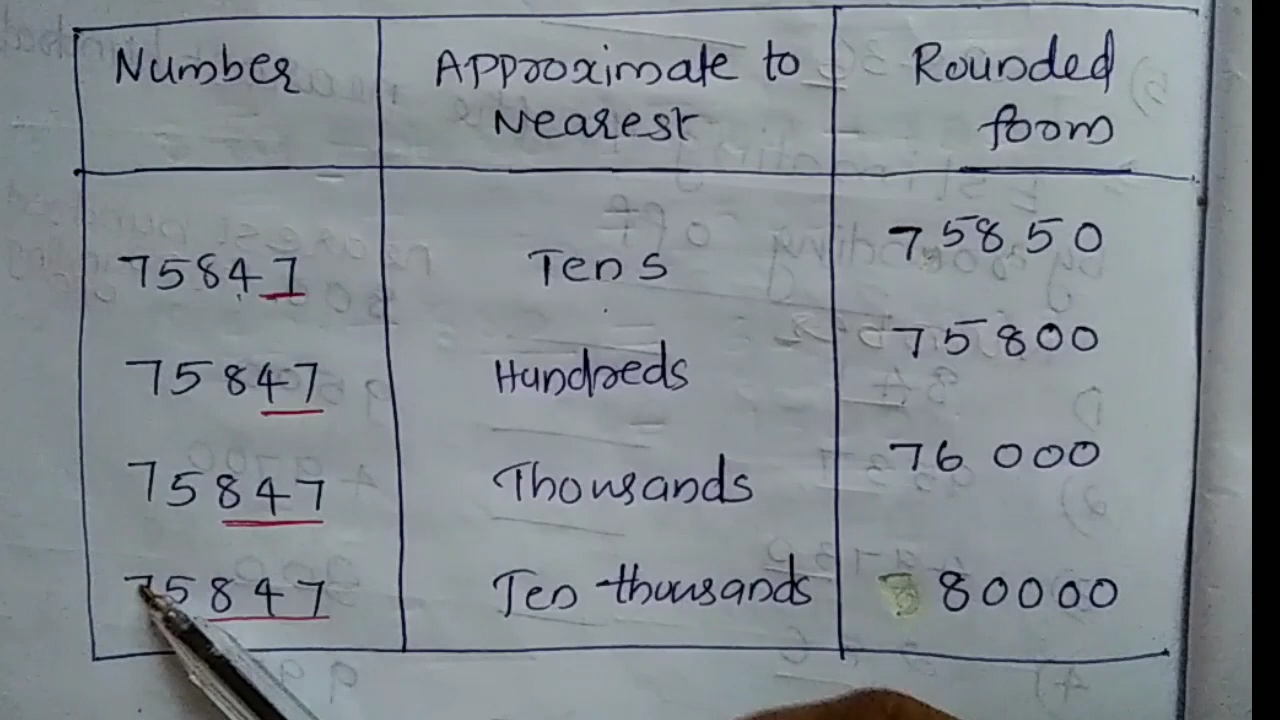 Number Approximate to Nearest Rounded form
75847 Tens 75850
75847 Hundreds 75800
75847 Thousands 76000
75847 Ten thousands 80000